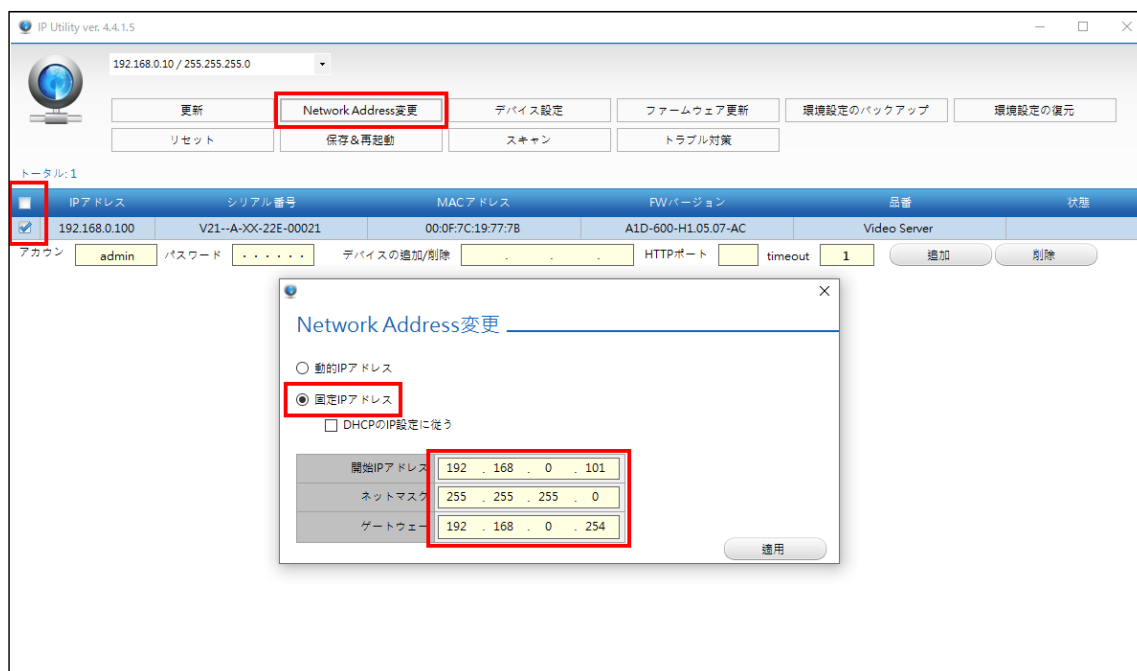 IP Utility ver. 4.4.1.5
192.168.0.10 / 255.255.255.0
更新 Network Address変更 デバイス設定 ファームウェア更新 環境設定のバックアップ 環境設定の復元
リセット 保存&再起動 スキャン トラブル対策
トータル: 1
IPアドレス シリアル番号 MACアドレス FWバージョン 品番 状態
192.168.0.100 V21--A-XX-22E-00021 00:0F:7C:19:77:7B A1D-600-H1.05.07-AC Video Server
アカウン admin パスワード ・・・・・・ デバイスの追加/削除 . . . HTTPポート timeout 1 追加 削除
Network Address変更
動的IPアドレス
固定IPアドレス
DHCPのIP設定に従う
開始IPアドレス 192 . 168 . 0 . 101
ネットマスク 255 . 255 . 255 . 0
ゲートウェー 192 . 168 . 0 . 254
適用